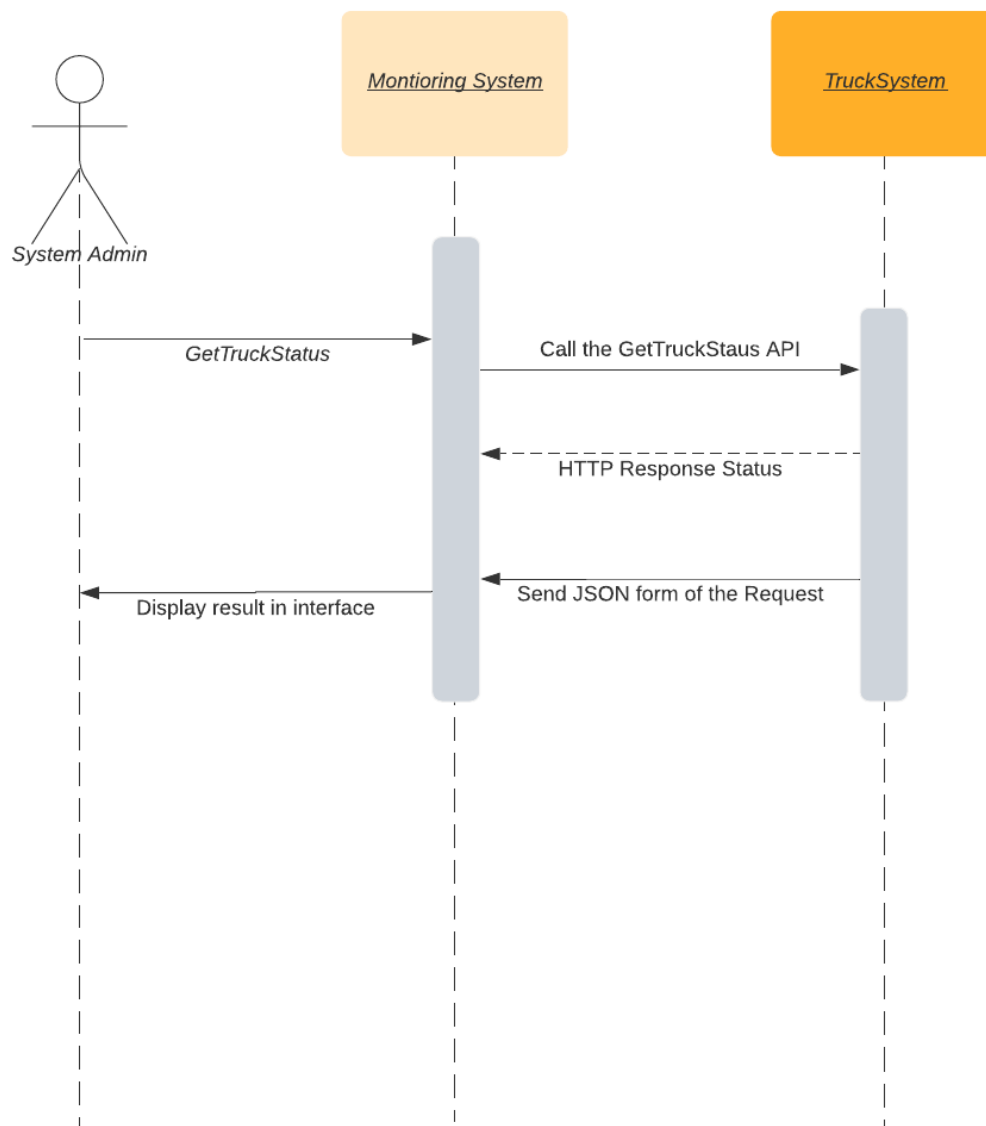 Montioring System
TruckSystem
System Admin
GetTruckStatus
Call the GetTruckStaus API
HTTP Response Status
Send JSON form of the Request
Display result in interface